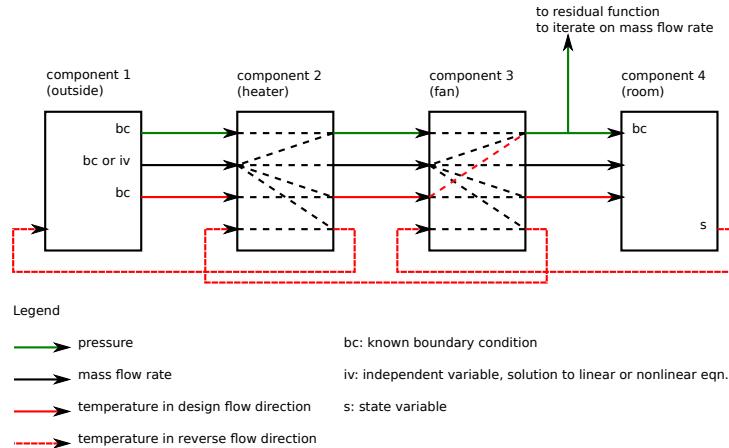 to residual function
to iterate on mass flow rate
component 1
(outside)
component 2
(heater)
component 3
(fan)
component 4
(room)
bc
bc
bc or iv
bc
s
Legend
pressure
bc: known boundary condition
mass flow rate
iv: independent variable, solution to linear or nonlinear eqn.
temperature in design flow direction
s: state variable
temperature in reverse flow direction